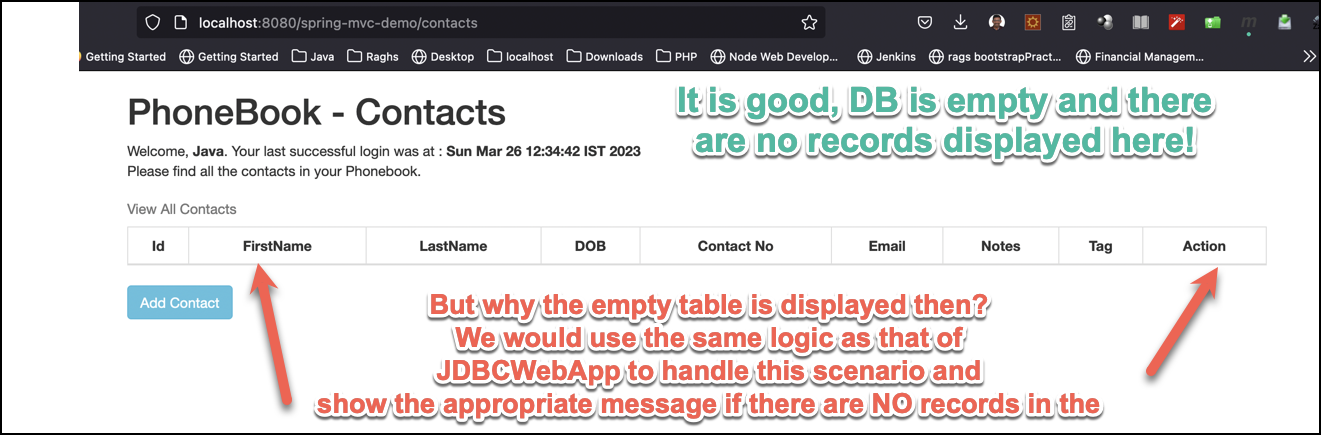 localhost:8080/spring-mvc-demo/contacts
Getting Started Getting Started Java Raghs Desktop localhost Downloads PHP Node Web Develop... Jenkins rags bootstrapPract... Financial Managem...
It is good, DB is empty and there
are no records displayed here!
PhoneBook - Contacts
Welcome, Java. Your last successful login was at : Sun Mar 26 12:34:42 IST 2023
Please find all the contacts in your Phonebook.
View All Contacts
Id FirstName LastName DOB Contact No Email Notes Tag Action
Add Contact
But why the empty table is displayed then?
We would use the same logic as that of
JDBCWebApp to handle this scenario and
show the appropriate message if there are NO records in the